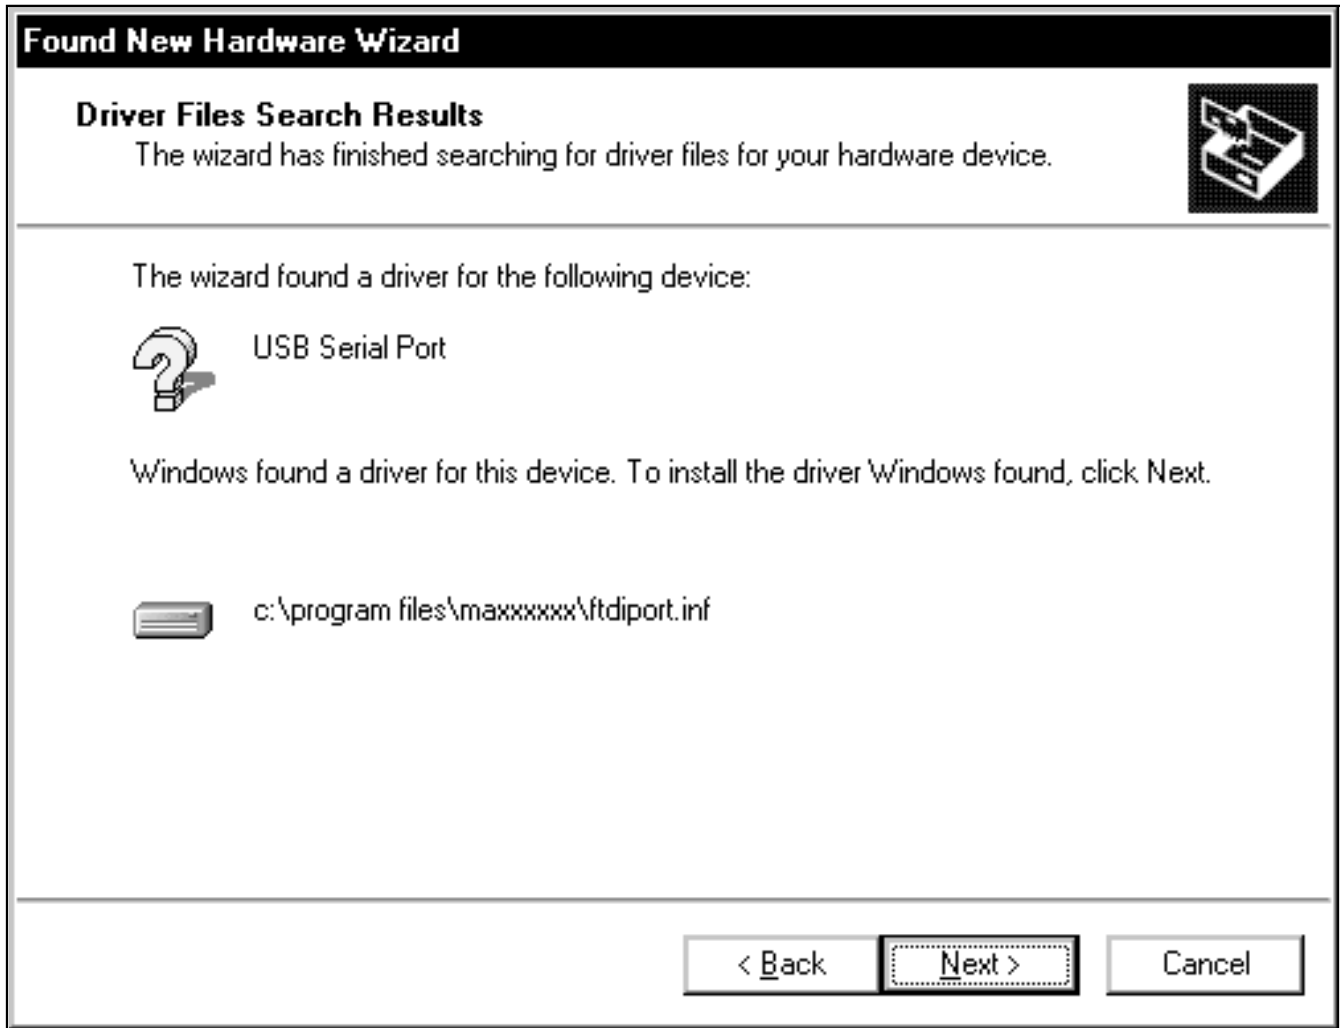 Found New Hardware Wizard
Driver Files Search Results
The wizard has finished searching for driver files for your hardware device.
The wizard found a driver for the following device:
USB Serial Port
Windows found a driver for this device. To install the driver Windows found, click Next.
c:\program files\maxxxxxx\ftdiport.inf
< Back
Next >
Cancel